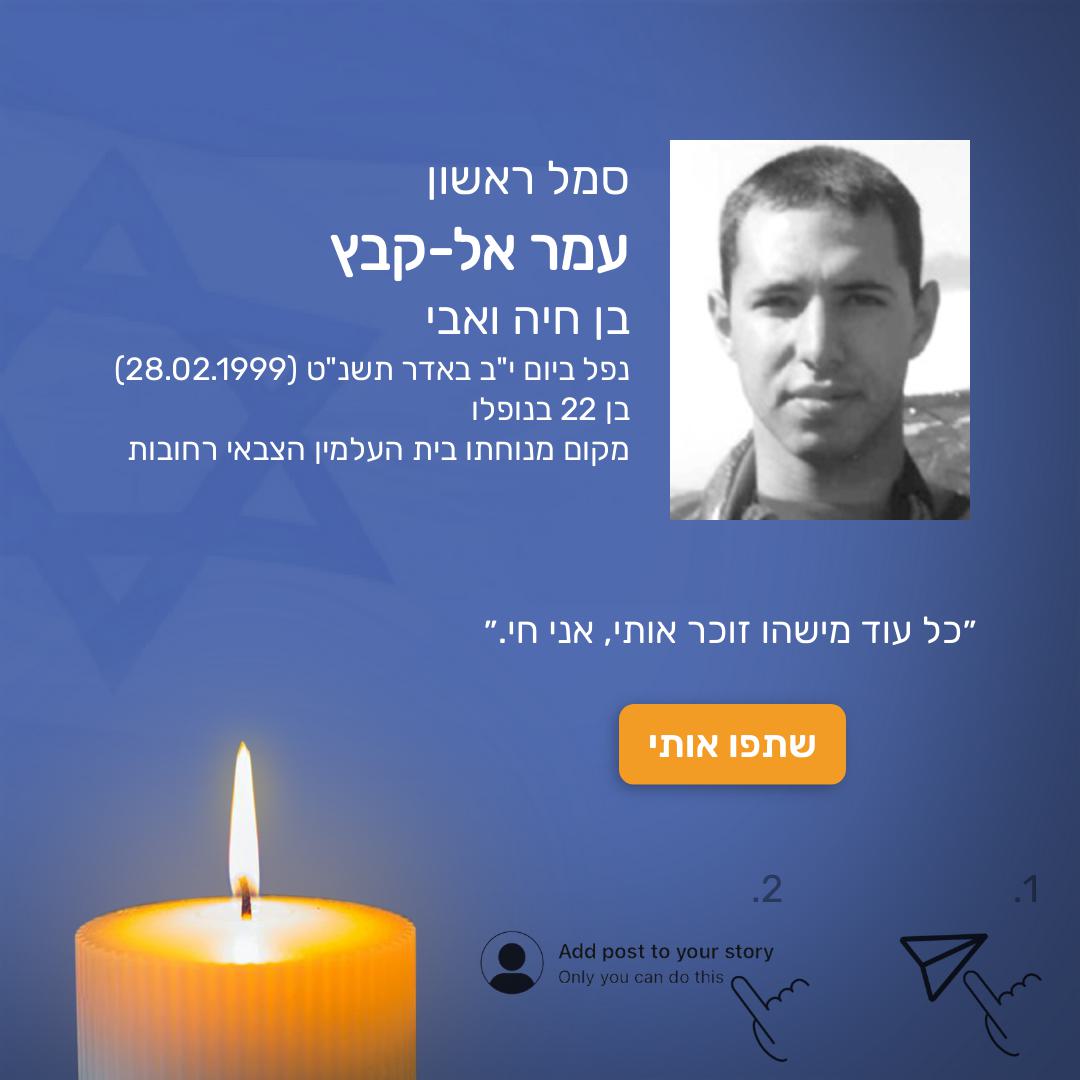 סמל ראשון
עמר אל-קבץ
בן חיה ואבי
נפל ביום י"ב באדר תשנ"ט (28.02.1999)
בן 22 בנופלו
מקום מנוחתו בית העלמין הצבאי רחובות
״כל עוד מישהו זוכר אותי, אני חי.״
שתפו אותי
1.
2.
Add post to your story
Only you can do this